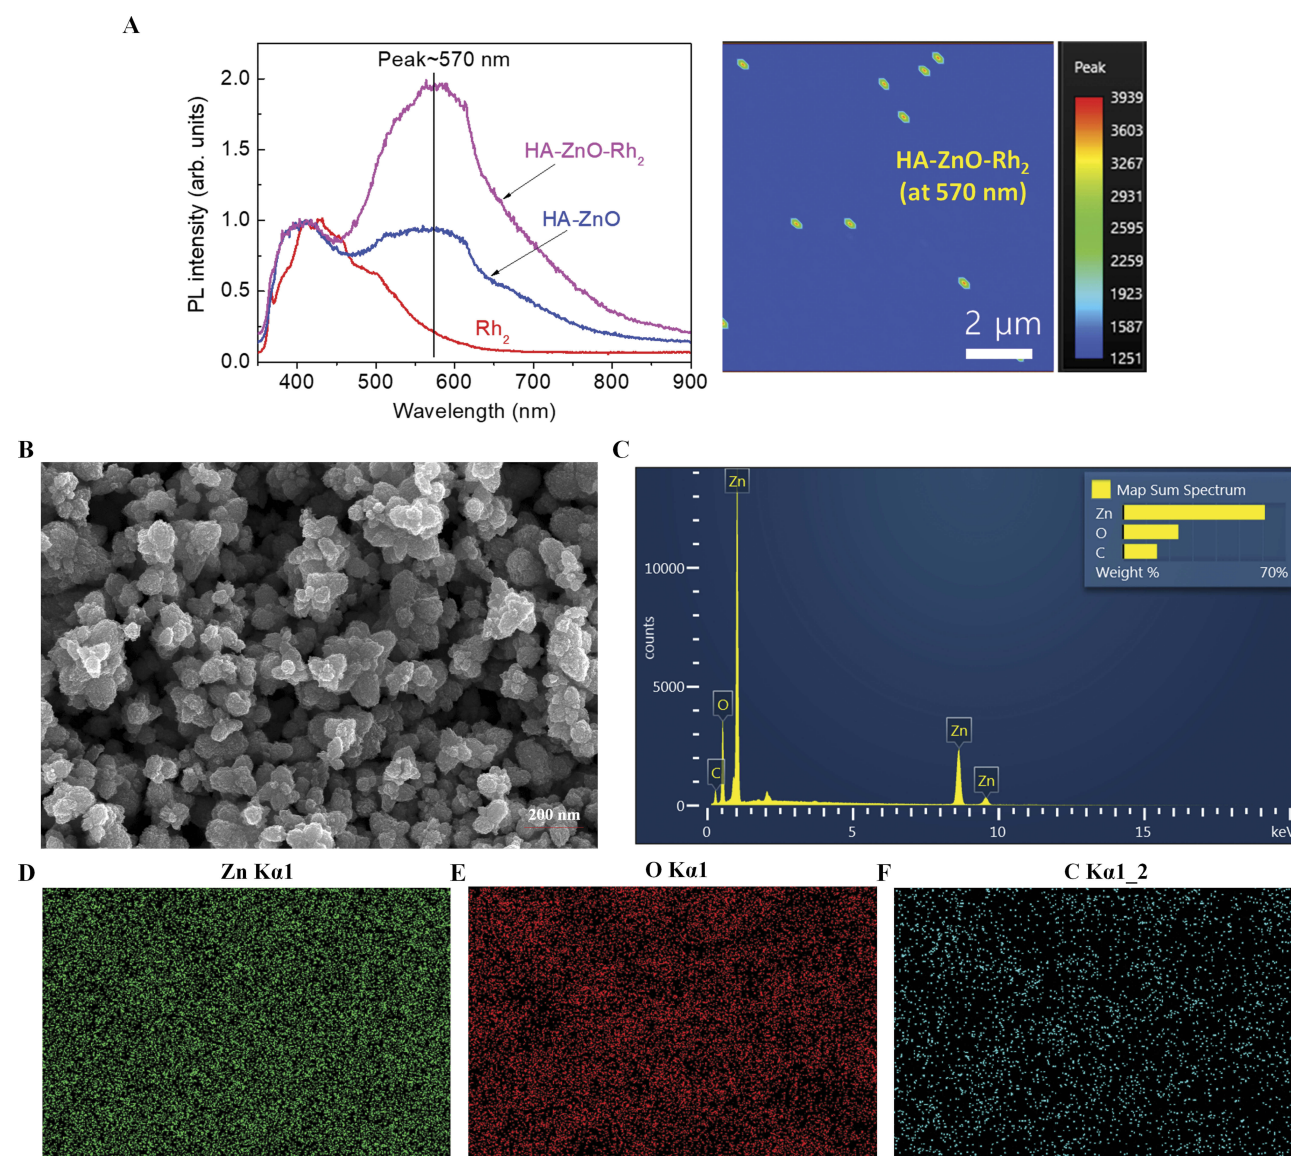 A
Peak~570 nm
2.0
1.5
1.0
0.5
0.0
PL intensity (arb. units)
HA-ZnO-Rh₂
HA-ZnO
Rh₂
400 500 600 700 800 900
Wavelength (nm)
HA-ZnO-Rh₂
(at 570 nm)
2 μm
Peak
3939
3603
3267
2931
2595
2259
1923
1587
1251
B
200 nm
C
Zn
Map Sum Spectrum
Zn
O
C
Weight % 70%
10000
5000
0
counts
O
C
Zn
Zn
0 5 10 15 keV
D
Zn Kα1
E
O Kα1
F
C Kα1_2